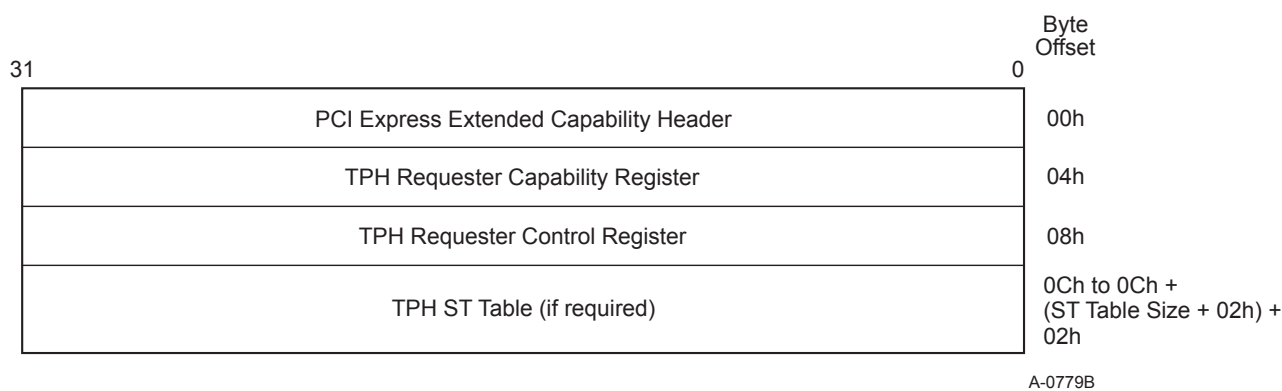 Byte
Offset
31 0
PCI Express Extended Capability Header 00h
TPH Requester Capability Register 04h
TPH Requester Control Register 08h
TPH ST Table (if required) 0Ch to 0Ch +
(ST Table Size + 02h) +
02h
A-0779B